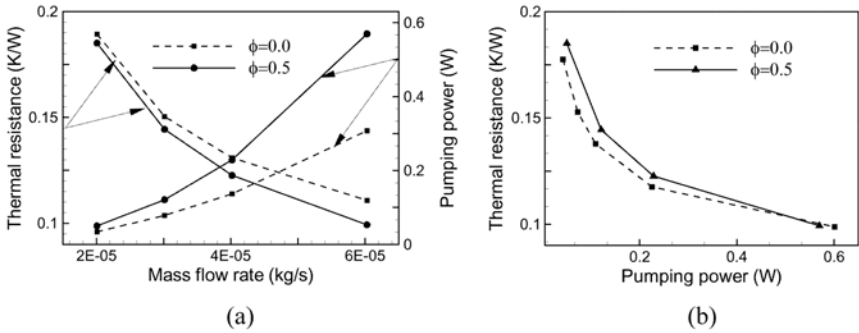 Thermal resistance (K/W)
0.2
0.15
0.1
ϕ=0.0
ϕ=0.5
0.6
0.4
0.2
0
Pumping power (W)
2E-05
4E-05
6E-05
Mass flow rate (kg/s)
(a)
Thermal resistance (K/W)
0.2
0.15
0.1
ϕ=0.0
ϕ=0.5
0.2
0.4
0.6
Pumping power (W)
(b)